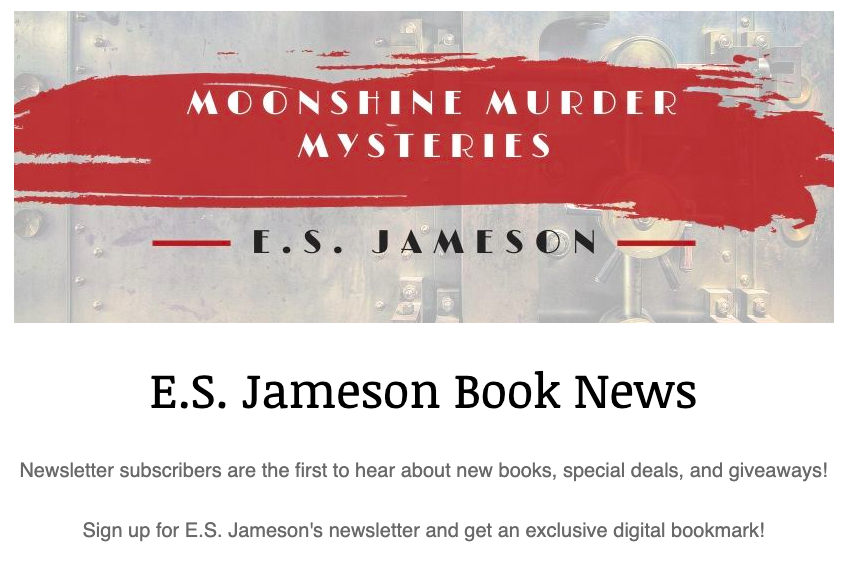 MOONSHINE MURDER
MYSTERIES
E.S. JAMESON
E.S. Jameson Book News
Newsletter subscribers are the first to hear about new books, special deals, and giveaways!
Sign up for E.S. Jameson's newsletter and get an exclusive digital bookmark!